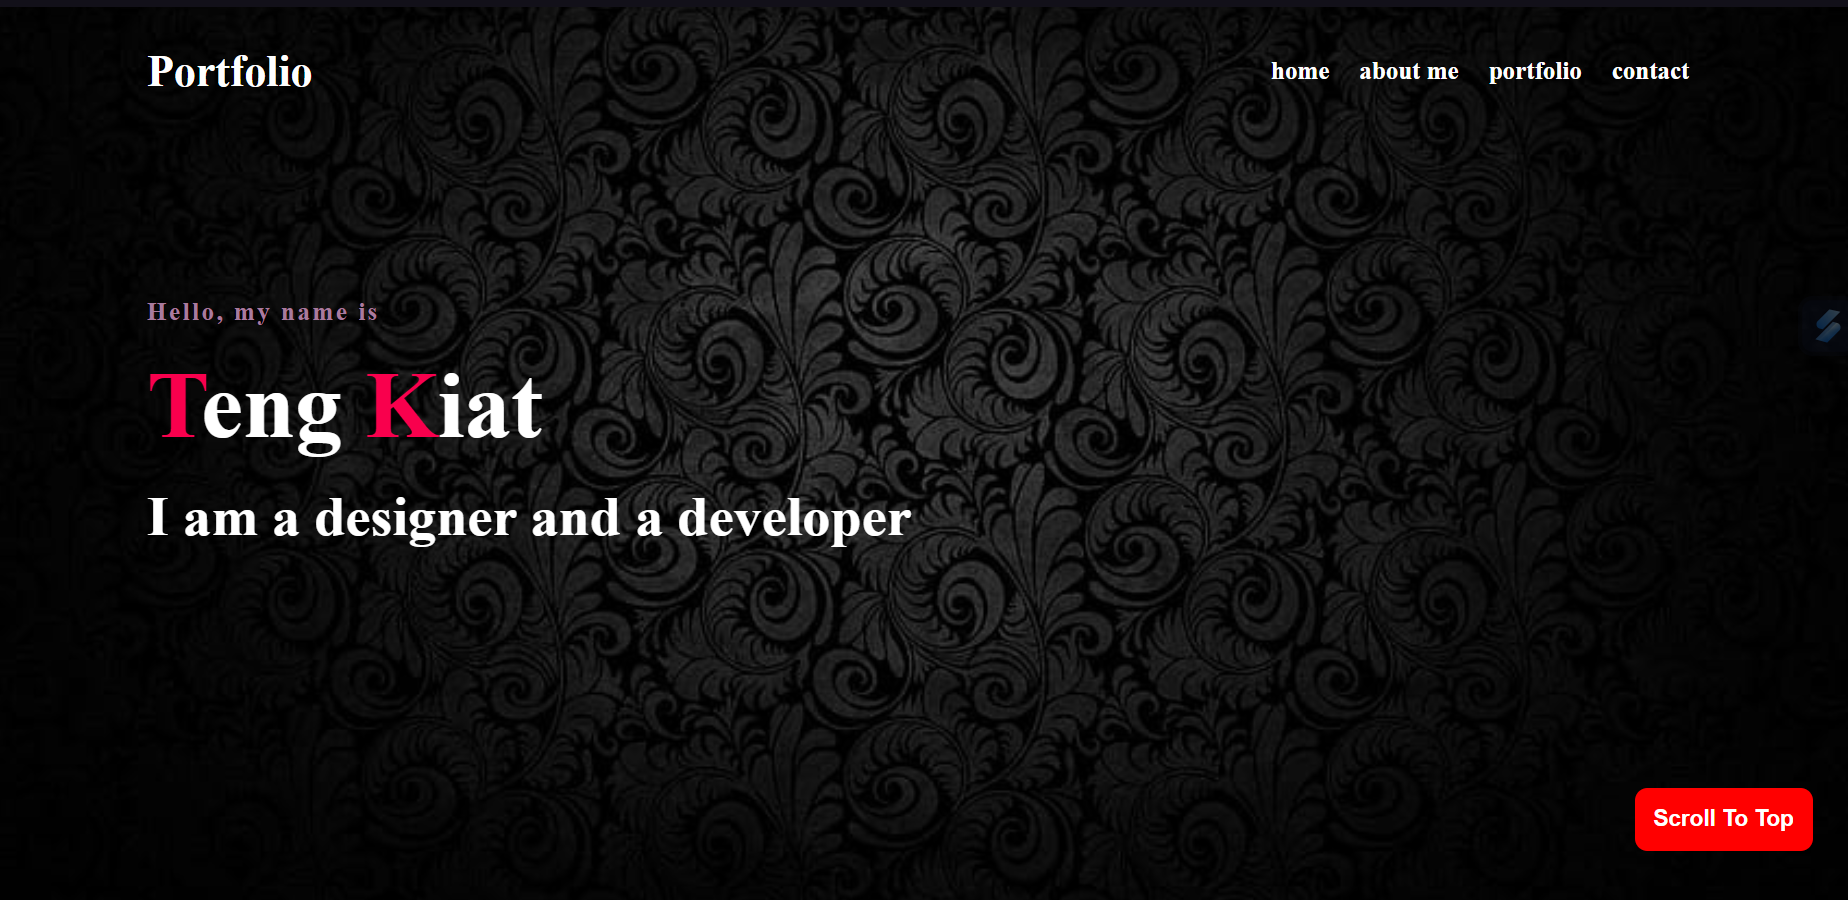 Portfolio
home about me portfolio contact
Hello, my name is
Teng Kiat
I am a designer and a developer
Scroll To Top